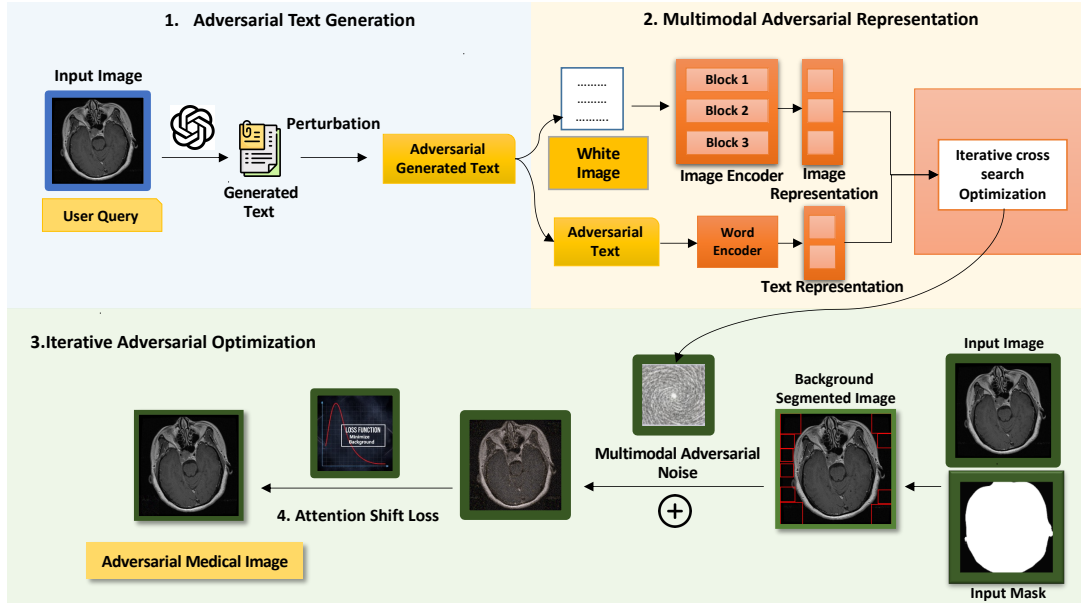 1. Adversarial Text Generation
Input Image
User Query
Generated
Text
Perturbation
Adversarial
Generated Text
2. Multimodal Adversarial Representation
.........
.........
..........
White
Image
Block 1
Block 2
Block 3
Image Encoder
Image
Representation
Adversarial
Text
Word
Encoder
Text Representation
Iterative cross
search
Optimization
3.Iterative Adversarial Optimization
Input Image
Input Mask
Background
Segmented Image
Multimodal Adversarial
Noise
LOSS FUNCTION
Minimize
Background
4. Attention Shift Loss
Adversarial Medical Image